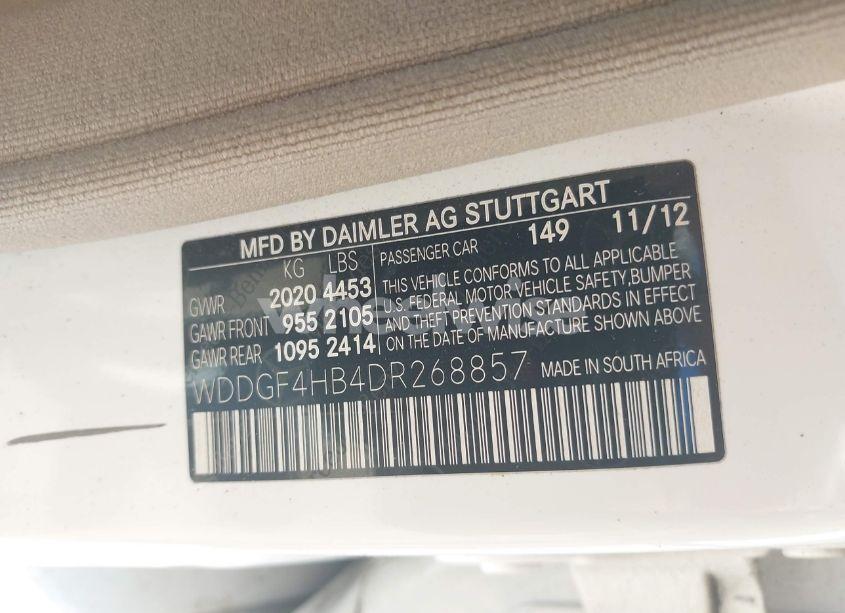 MFD BY DAIMLER AG STUTTGART
KG LBS PASSENGER CAR 149 11/12
GVWR 2020 4453
GAWR FRONT 955 2105
GAWR REAR 1095 2414
THIS VEHICLE CONFORMS TO ALL APPLICABLE
U.S. FEDERAL MOTOR VEHICLE SAFETY,BUMPER
AND THEFT PREVENTION STANDARDS IN EFFECT
ON THE DATE OF MANUFACTURE SHOWN ABOVE
WDDGF4HB4DR268857 MADE IN SOUTH AFRICA